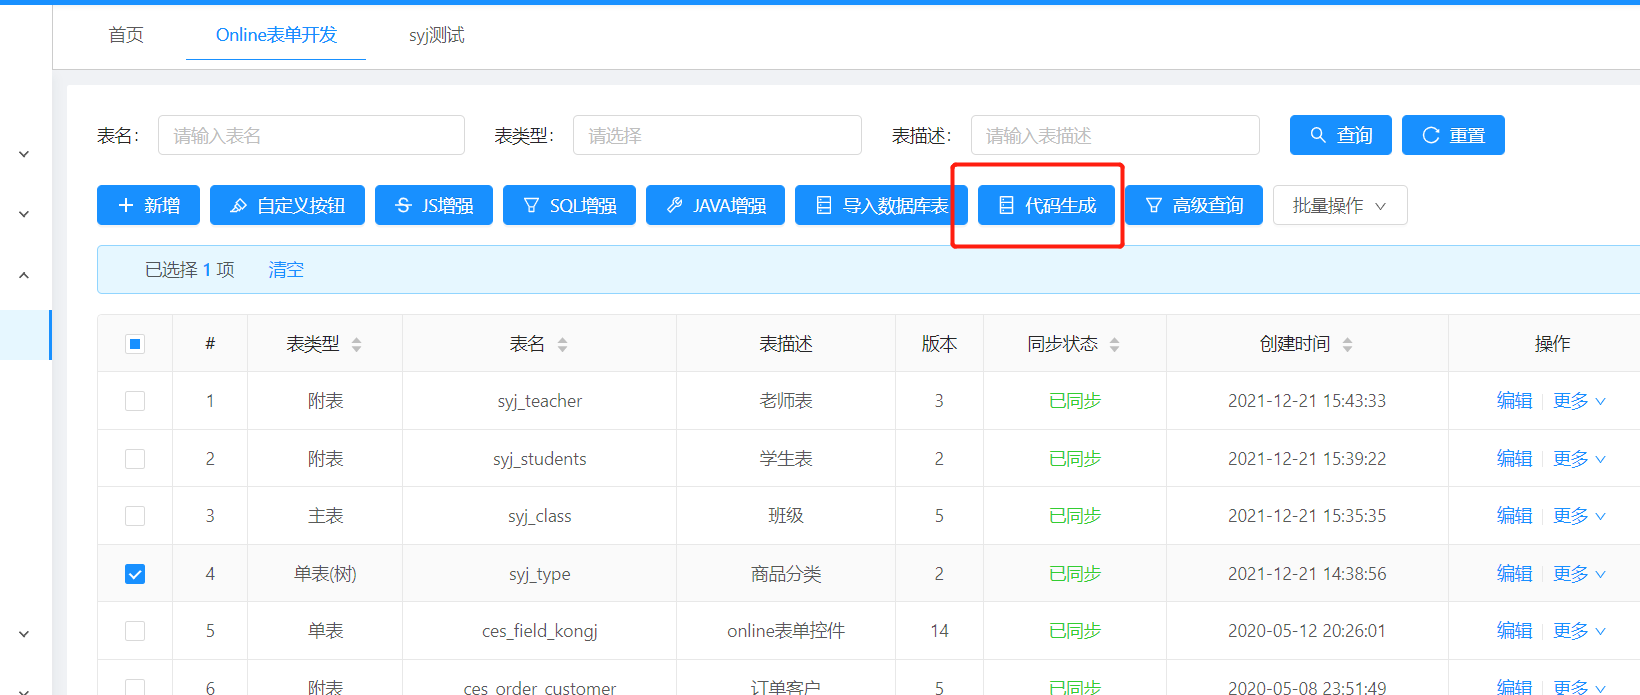 首页 Online表单开发 syj测试
表名: 请输入表名 表类型: 请选择 表描述: 请输入表描述 查询 重置
新增 自定义按钮 JS增强 SQL增强 JAVA增强 导入数据库表 代码生成 高级查询 批量操作
已选择 1 项 清空
# 表类型 表名 表描述 版本 同步状态 创建时间 操作
1 附表 syj_teacher 老师表 3 已同步 2021-12-21 15:43:33 编辑 更多
2 附表 syj_students 学生表 2 已同步 2021-12-21 15:39:22 编辑 更多
3 主表 syj_class 班级 5 已同步 2021-12-21 15:35:35 编辑 更多
4 单表(树) syj_type 商品分类 2 已同步 2021-12-21 14:38:56 编辑 更多
5 单表 ces_field_kongj online表单控件 14 已同步 2020-05-12 20:26:01 编辑 更多
6 附表 ces_order_customer 订单客户 5 已同步 2020-05-08 23:51:49 编辑 更多